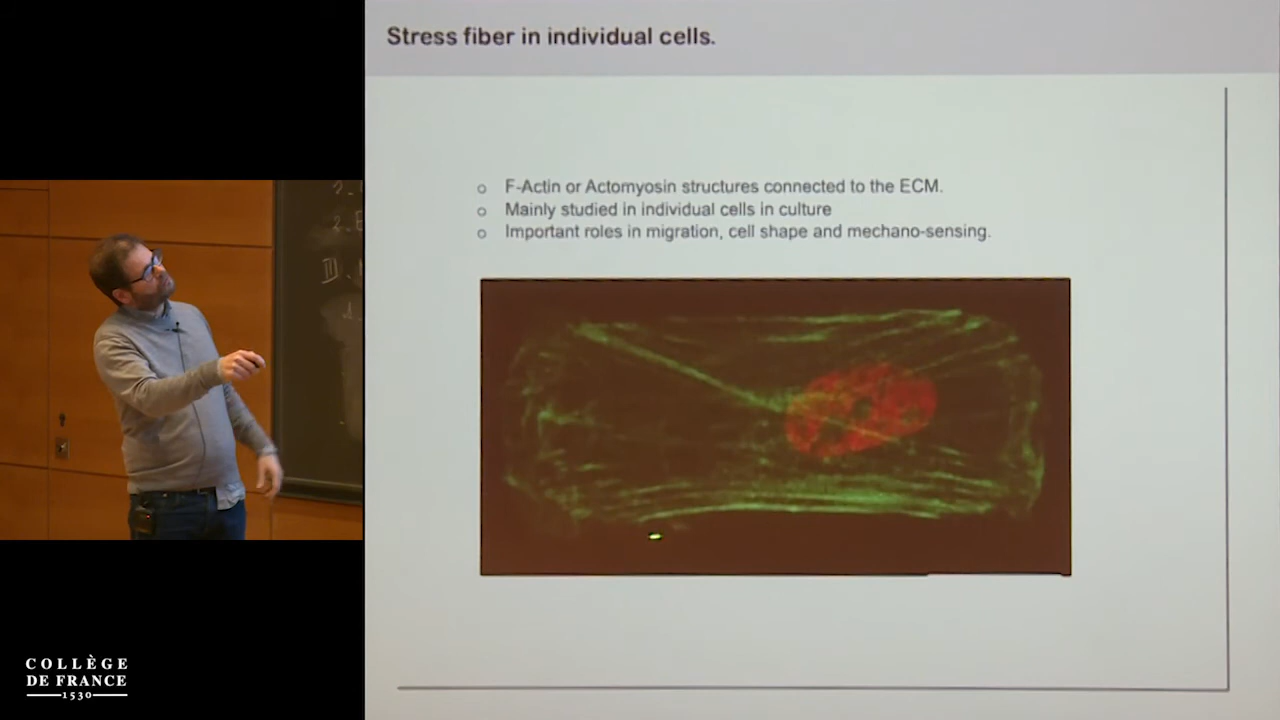 Stress fiber in individual cells.
o F-Actin or Actomyosin structures connected to the ECM.
o Mainly studied in individual cells in culture
o Important roles in migration, cell shape and mechano-sensing.
COLLÈGE
DE FRANCE
1530